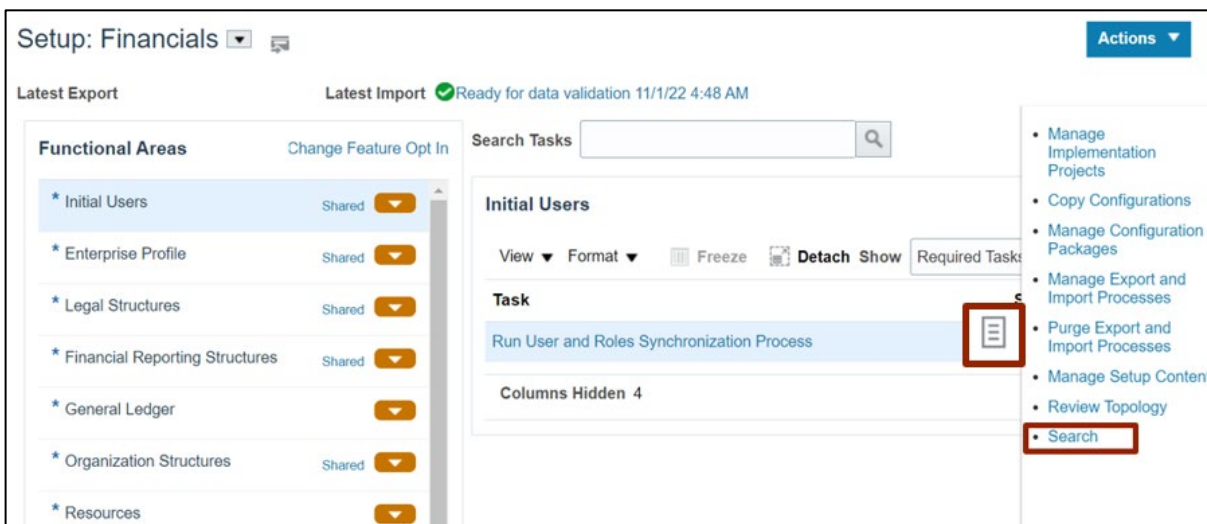 Setup: Financials
Actions
Latest Export
Latest Import Ready for data validation 11/1/22 4:48 AM
Functional Areas
Change Feature Opt In
* Initial Users
Shared
* Enterprise Profile
Shared
* Legal Structures
Shared
* Financial Reporting Structures
Shared
* General Ledger
* Organization Structures
Shared
* Resources
Search Tasks
Initial Users
View Format Freeze Detach Show Required Tasks
Task
Run User and Roles Synchronization Process
Columns Hidden 4
• Manage
Implementation
Projects
• Copy Configurations
• Manage Configuration
Packages
• Manage Export and
Import Processes
• Purge Export and
Import Processes
• Manage Setup Content
• Review Topology
• Search